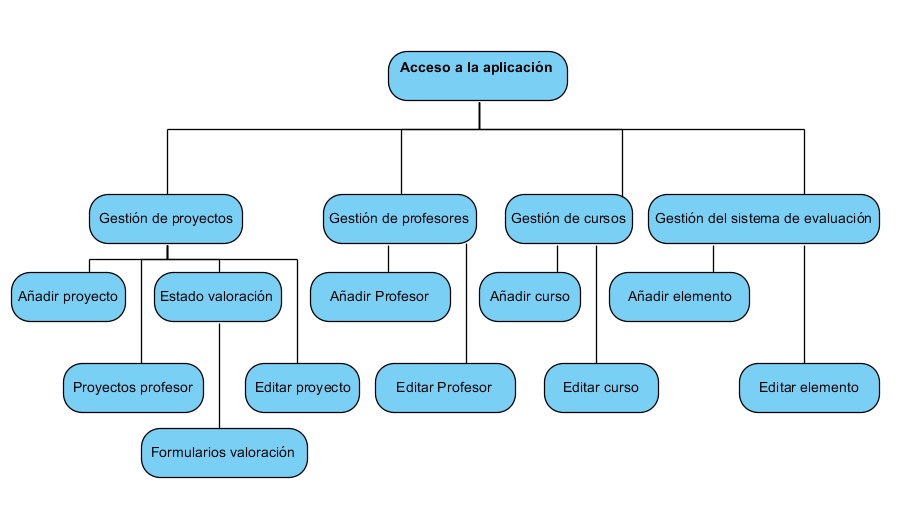 Acceso a la aplicación
Gestión de proyectos
Gestión de profesores
Gestión de cursos
Gestión del sistema de evaluación
Añadir proyecto
Estado valoración
Añadir Profesor
Añadir curso
Añadir elemento
Proyectos profesor
Editar proyecto
Editar Profesor
Editar curso
Editar elemento
Formularios valoración